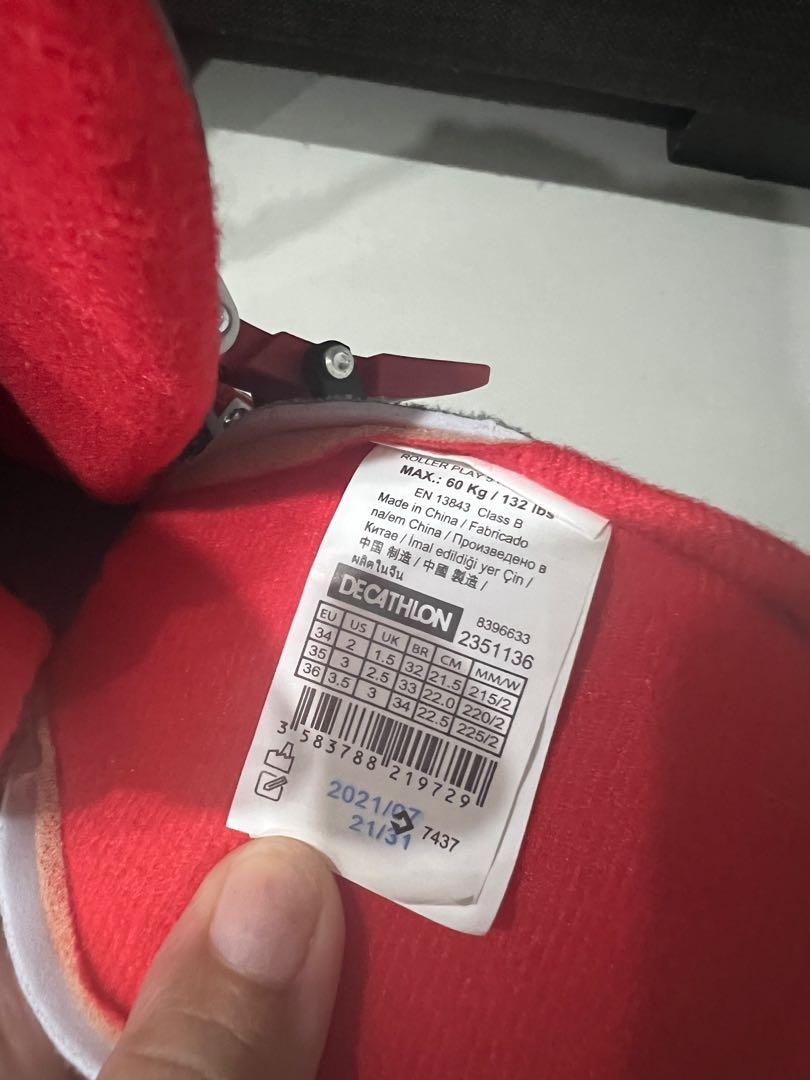 ROLLER PLAY
MAX.: 60 Kg / 132 lbs
EN 13843 Class B
Made in China / Fabricado
na/em China / Произведено в
Китае / İmal edildiği yer Çin /
中国 制造 / 中國 製造 /
ผลิตในจีน
DECATHLON
8396633
2351136
EU US UK BR CM MM/W
34 2 1.5 32 21.5 215/2
35 3 2.5 33 22.0 220/2
36 3.5 3 34 22.5 225/2
3 583788 219729
2021/07
21/31 7437